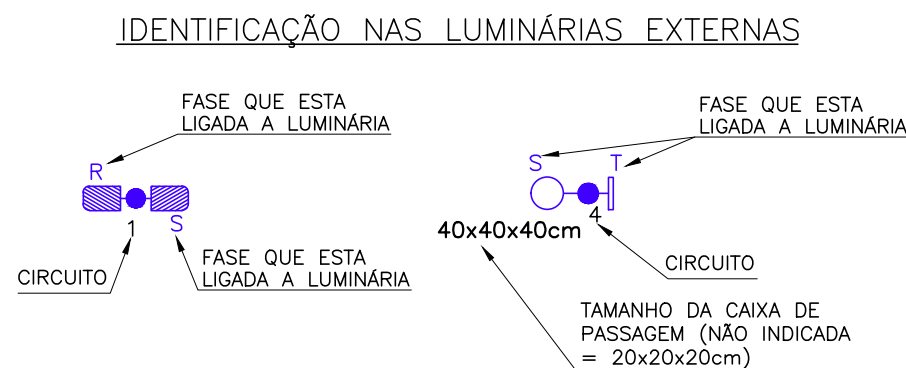 IDENTIFICAÇÃO NAS LUMINÁRIAS EXTERNAS
FASE QUE ESTA
LIGADA A LUMINÁRIA
R
1
S
CIRCUITO
FASE QUE ESTA
LIGADA A LUMINÁRIA
FASE QUE ESTA
LIGADA A LUMINÁRIA
S
T
4
40x40x40cm
CIRCUITO
TAMANHO DA CAIXA DE
PASSAGEM (NÃO INDICADA
= 20x20x20cm)